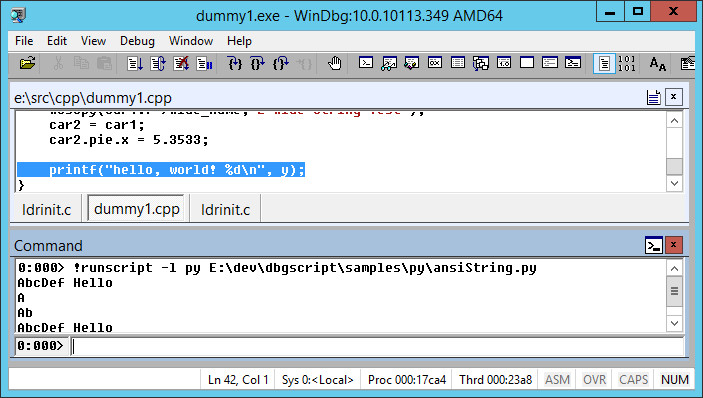 dummy1.exe - WinDbg:10.0.10113.349 AMD64
File Edit View Debug Window Help
e:\src\cpp\dummy1.cpp
car2 = car1;
car2.pie.x = 5.3533;
printf("hello, world! %d\n", y);
}
ldrinit.c dummy1.cpp ldrinit.c
Command
0:000> !runscript -l py E:\dev\dbgscript\samples\py\ansiString.py
AbcDef Hello
A
Ab
AbcDef Hello
0:000>
Ln 42, Col 1 Sys 0:<Local> Proc 000:17ca4 Thrd 000:23a8 ASM OVR CAPS NUM